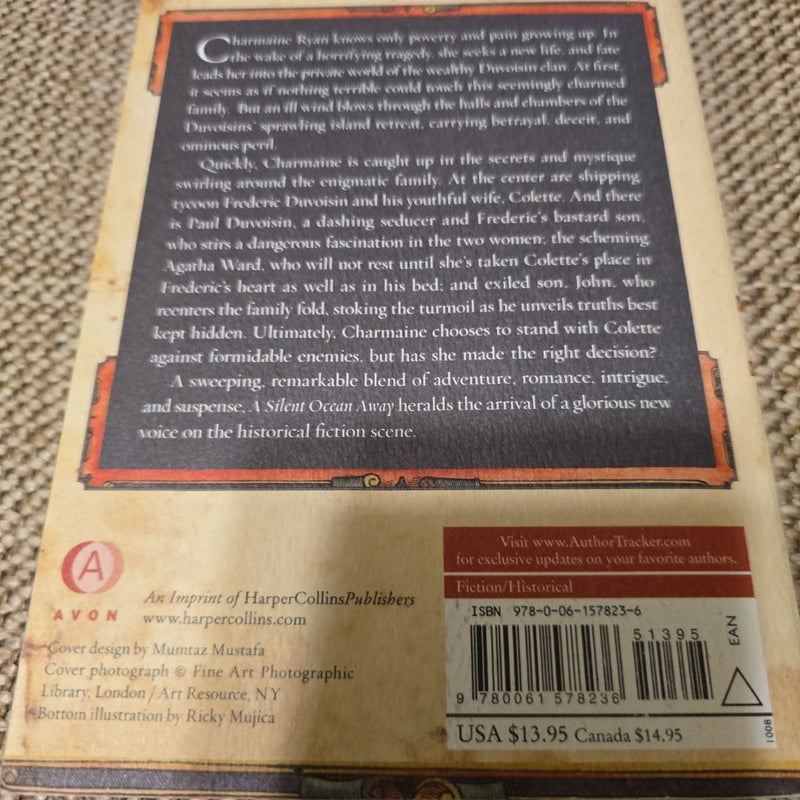 Charmaine Ryan knows only poverty and pain growing up. In
the wake of a horrifying tragedy, she seeks a new life, and fate
leads her into the private world of the wealthy Duvoisin clan. At first,
it seems as if nothing terrible could touch this seemingly charmed
family. But an ill wind blows through the halls and chambers of the
Duvoisins' sprawling island retreat, carrying betrayal, deceit, and
ominous peril.
Quickly, Charmaine is caught up in the secrets and mystique
swirling around the enigmatic family. At the center are shipping
tycoon Frederic Duvoisin and his youthful wife, Colette. And there
is Paul Duvoisin, a dashing seducer and Frederic's bastard son,
who stirs a dangerous fascination in the two women; the scheming
Agatha Ward, who will not rest until she's taken Colette's place in
Frederic's heart as well as in his bed; and exiled son, John, who
reenters the family fold, stoking the turmoil as he unveils truths best
kept hidden. Ultimately, Charmaine chooses to stand with Colette
against formidable enemies, but has she made the right decision?
A sweeping, remarkable blend of adventure, romance, intrigue,
and suspense, A Silent Ocean Away heralds the arrival of a glorious new
voice on the historical fiction scene.
A
AVON
An Imprint of HarperCollinsPublishers
www.harpercollins.com
Cover design by Mumtaz Mustafa
Cover photograph © Fine Art Photographic
Library, London / Art Resource, NY
Bottom illustration by Ricky Mujica
Visit www.AuthorTracker.com
for exclusive updates on your favorite authors.
Fiction/Historical
ISBN 978-0-06-157823-6
51395
EAN
9 780061 578236
USA $13.95 Canada $14.95
1008